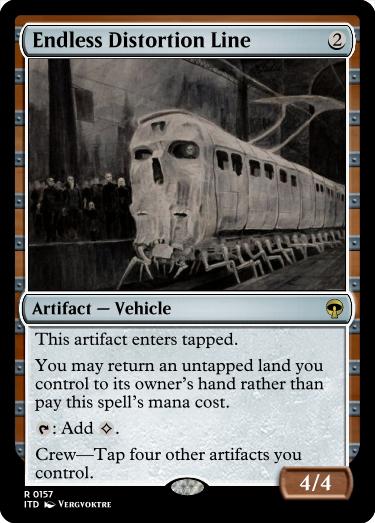 Endless Distortion Line 2
Artifact — Vehicle
This artifact enters tapped.
You may return an untapped land you
control to its owner's hand rather than
pay this spell's mana cost.
: Add .
Crew—Tap four other artifacts you
control.
4/4
R 0157
ITD Vergvoktre